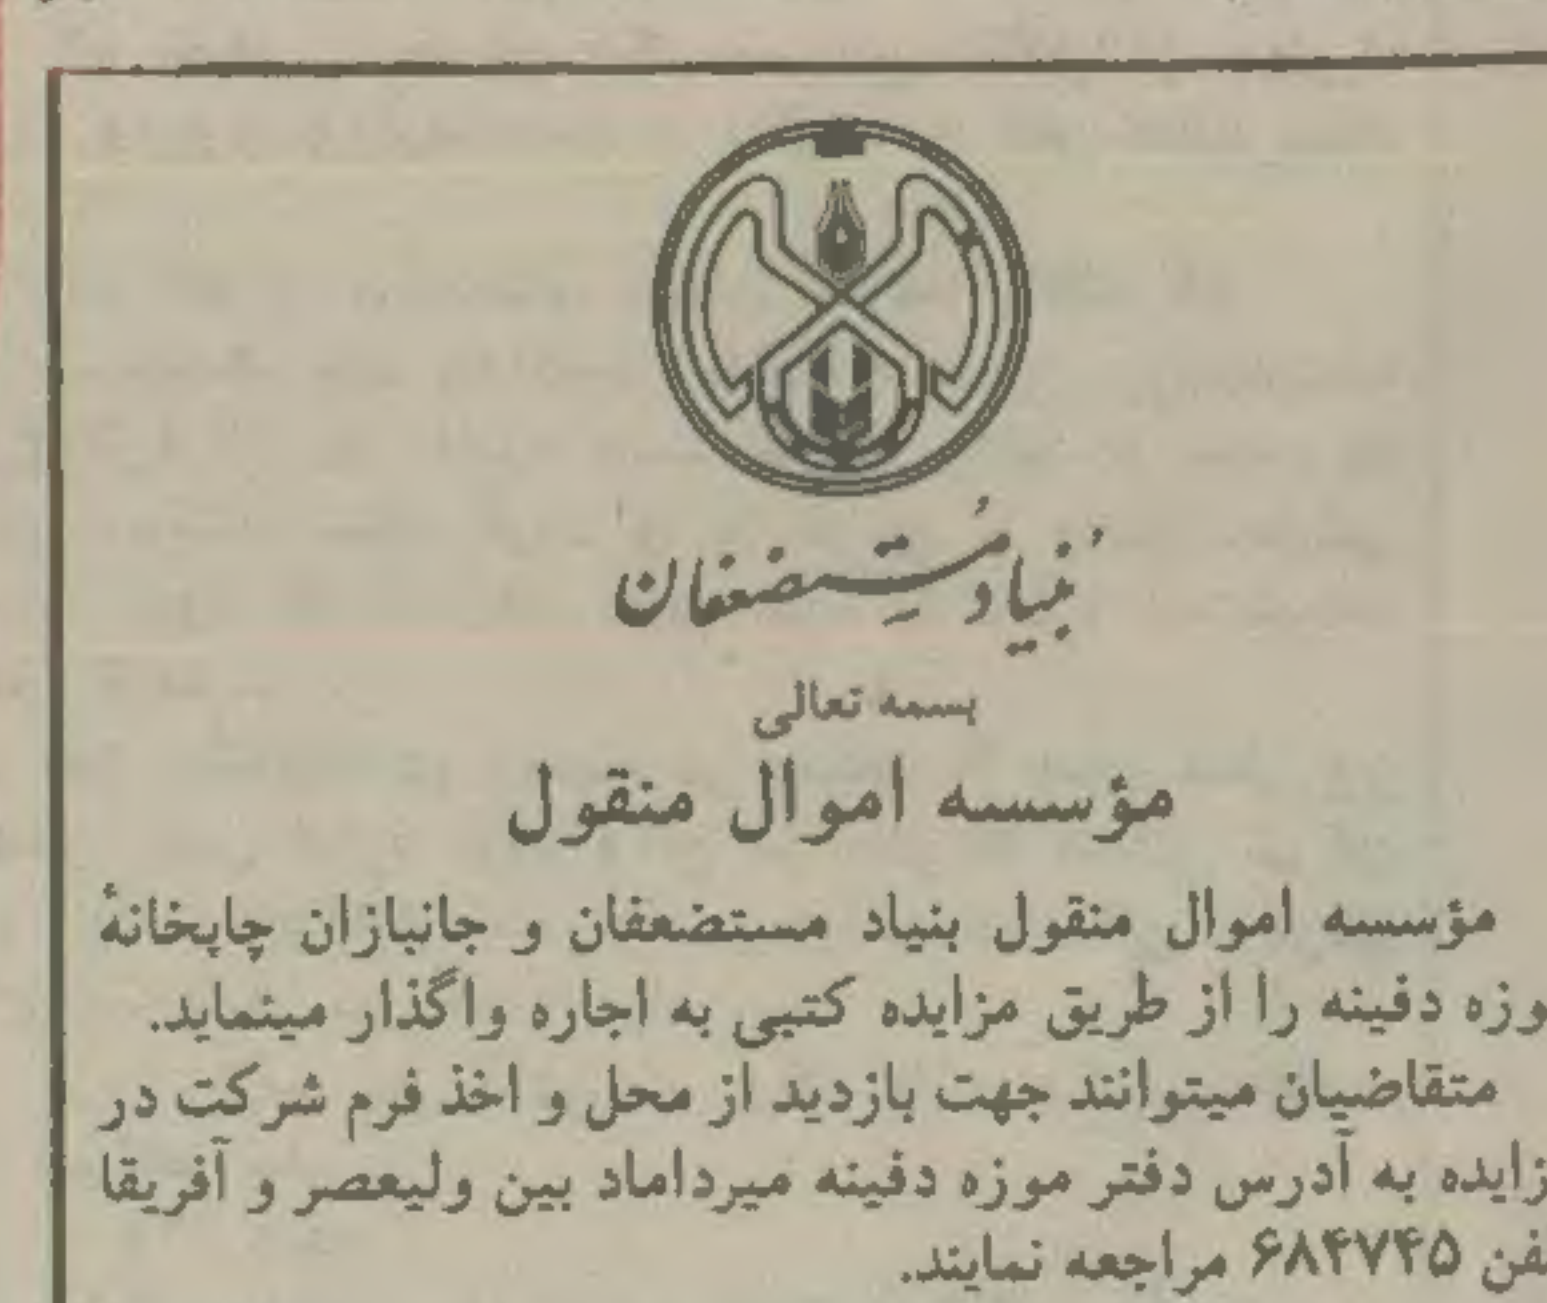 بنیاد مستضعفان
بسمه تعالی
مؤسسه اموال منقول
مؤسسه اموال منقول بنیاد مستضعفان و جانبازان چاپخانهٔ
وزه دفینه را از طریق مزایده کتبی به اجاره واگذار مینماید.
متقاضیان میتوانند جهت بازدید از محل و اخذ فرم شرکت در
زایده به آدرس دفتر موزه دفینه میرداماد بین ولیعصر و آفریقا
فن ۶۸۴۷۴۵ مراجعه نمایند.